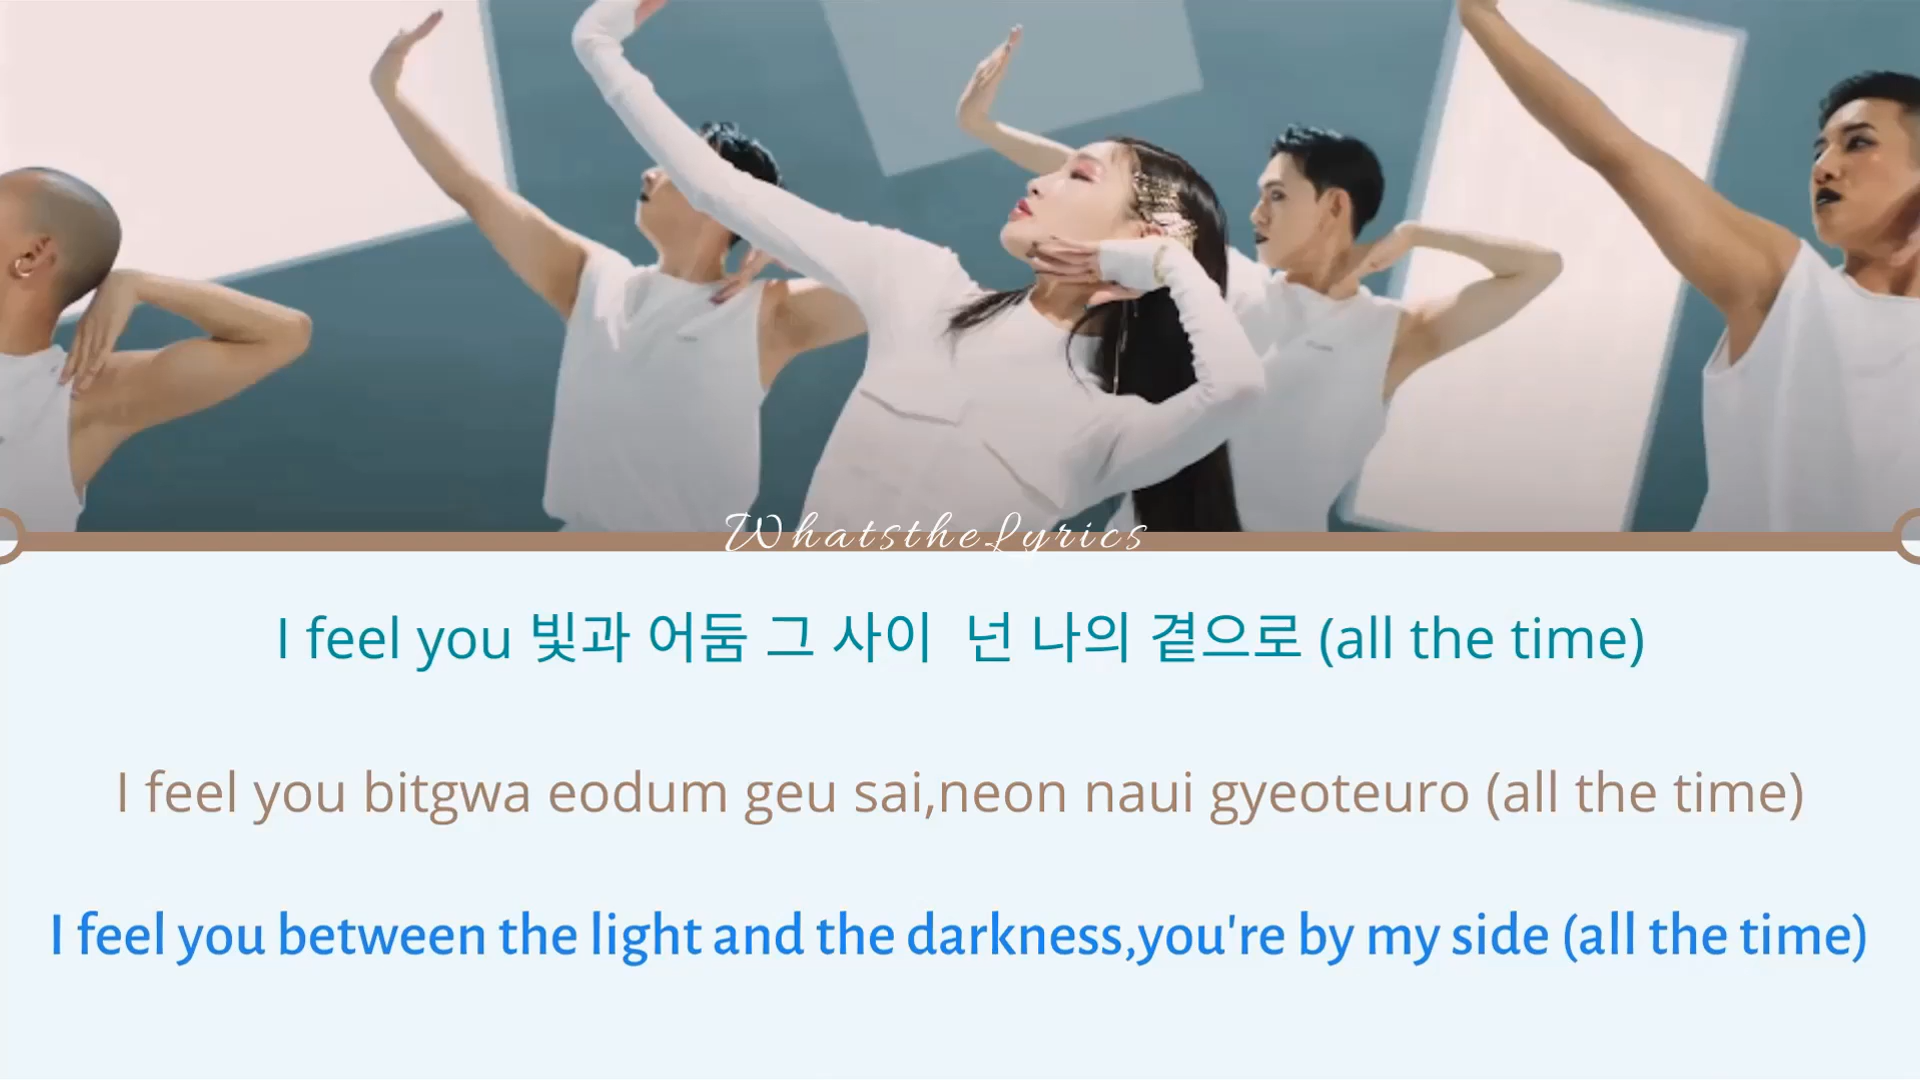 WhatstheLyrics
I feel you 빛과 어둠 그 사이  넌 나의 곁으로 (all the time)
I feel you bitgwa eodum geu sai,neon naui gyeoteuro (all the time)
I feel you between the light and the darkness,you're by my side (all the time)